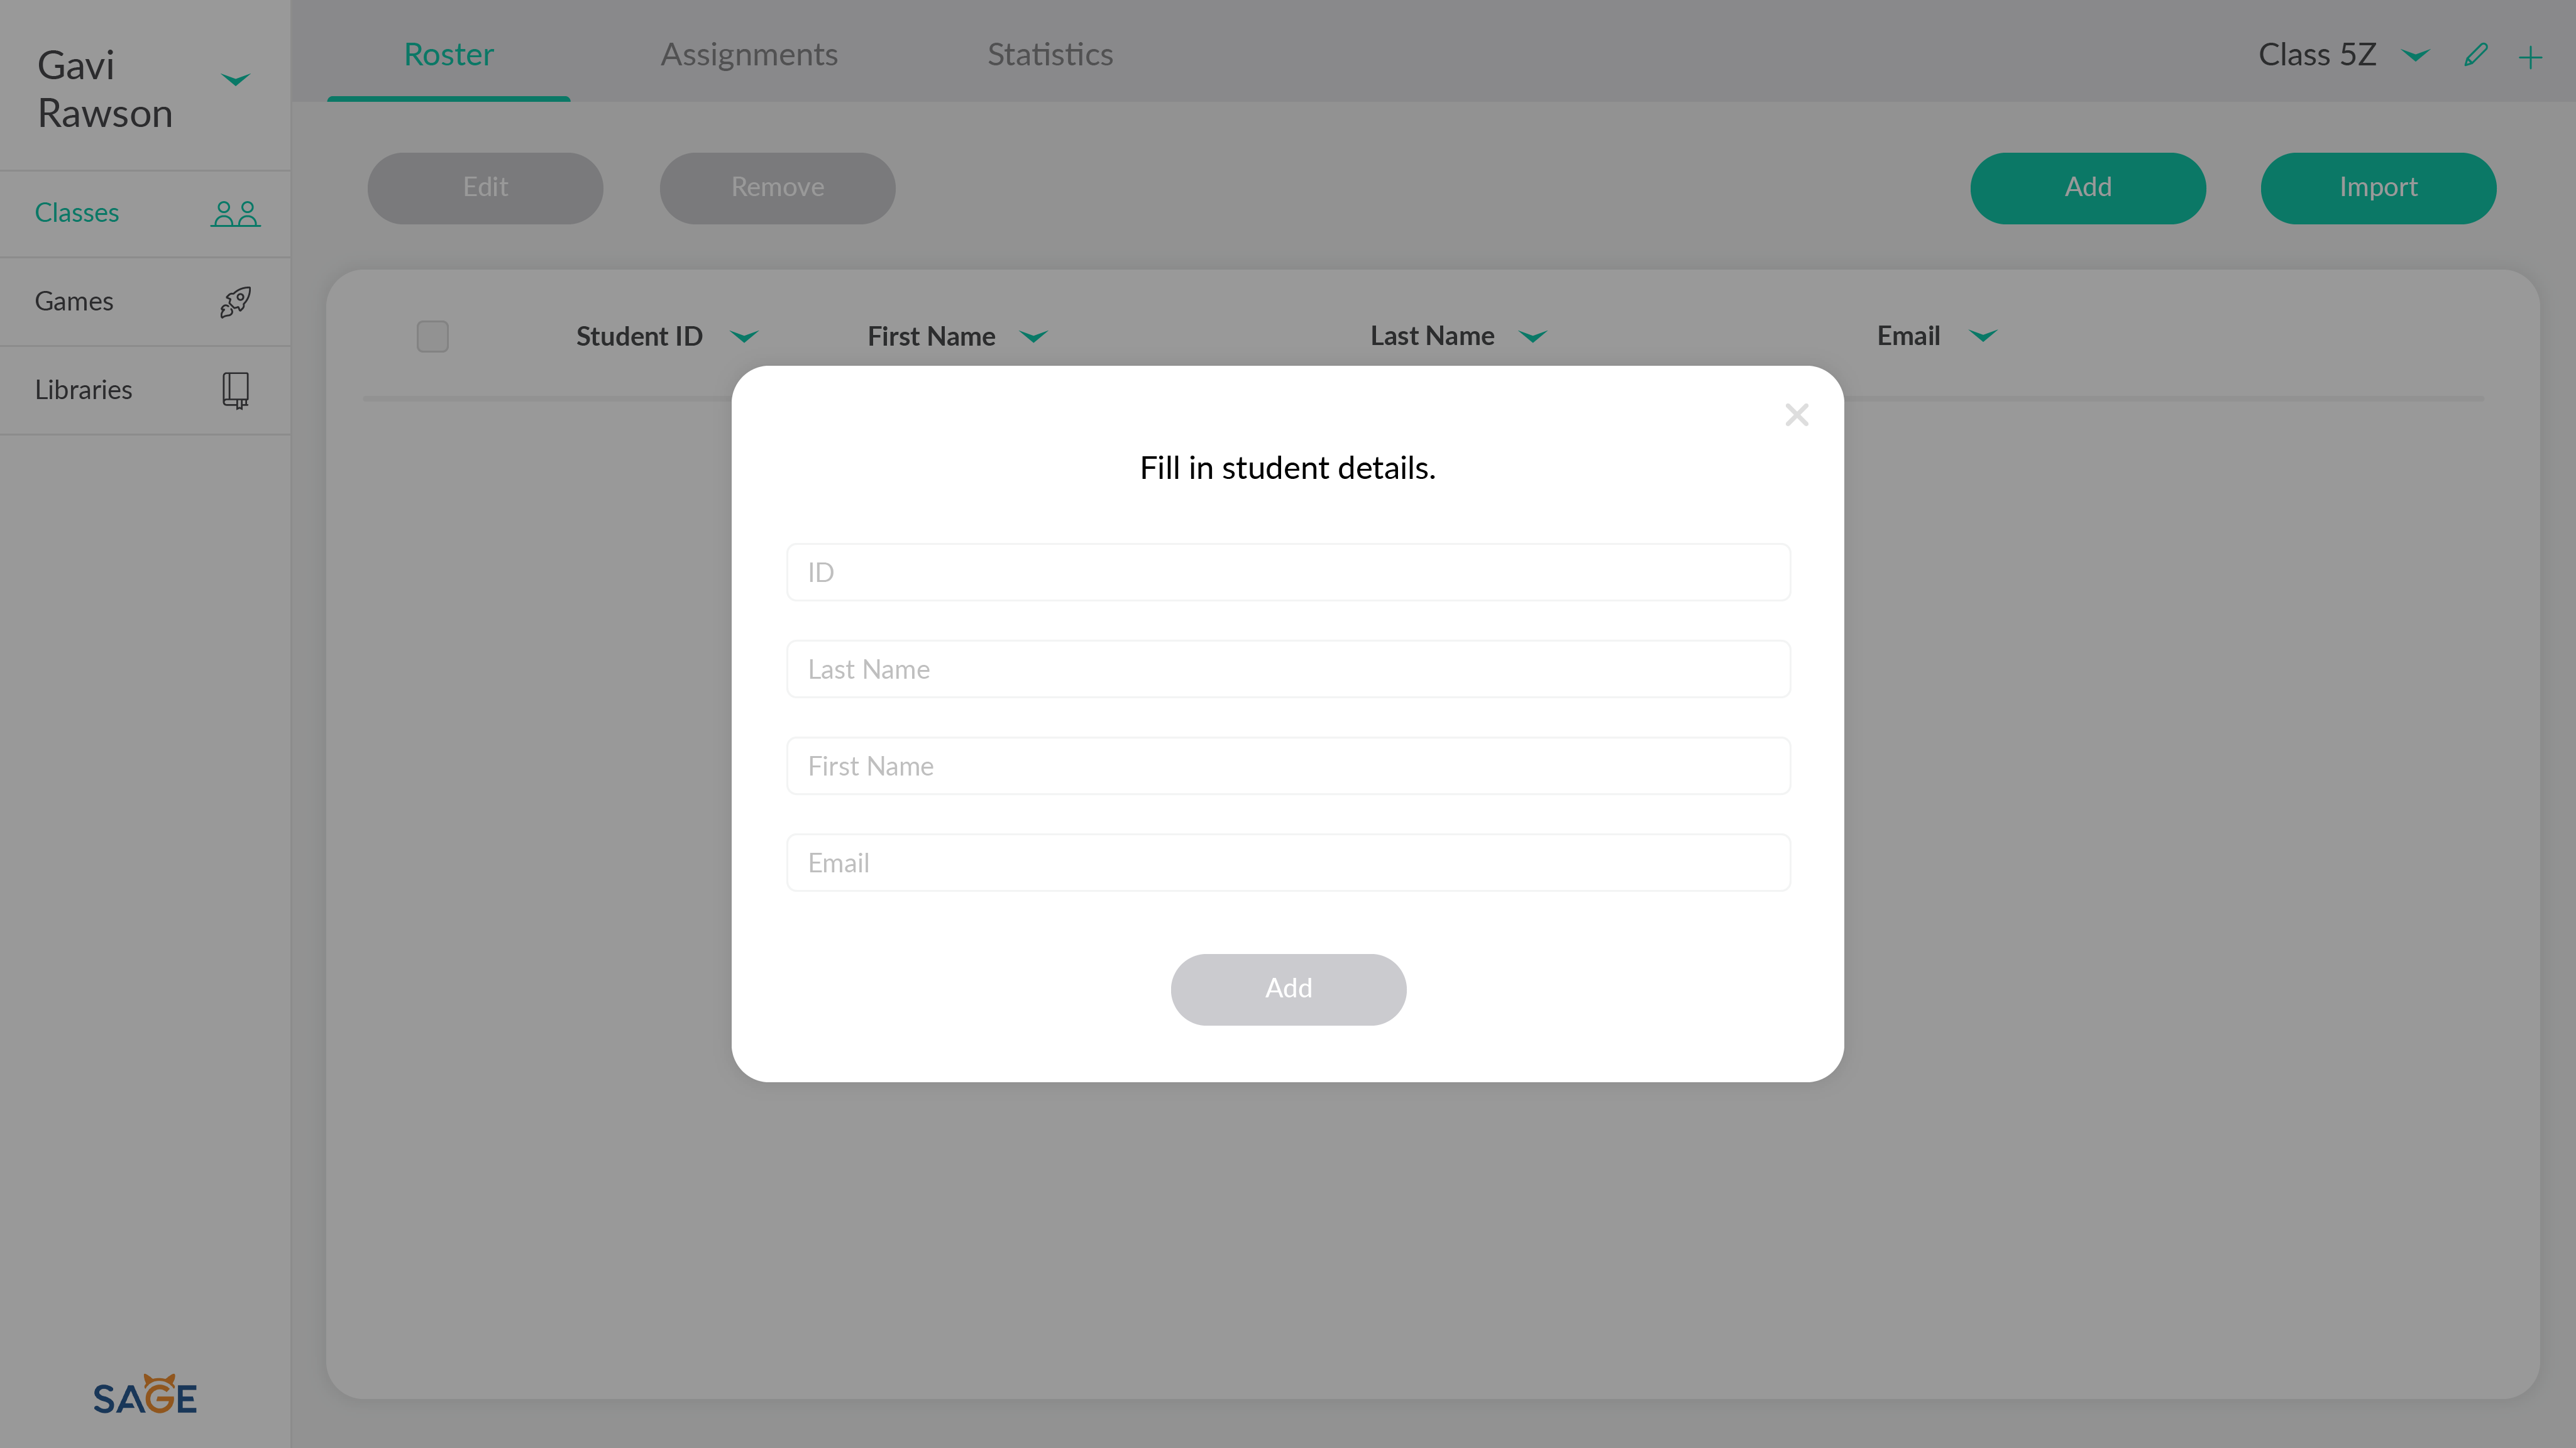 Gavi
Rawson
Classes
Games
Libraries
SAGE
Roster
Assignments
Statistics
Class 5Z
Edit
Remove
Add
Import
Student ID
First Name
Last Name
Email
Fill in student details.
ID
Last Name
First Name
Email
Add